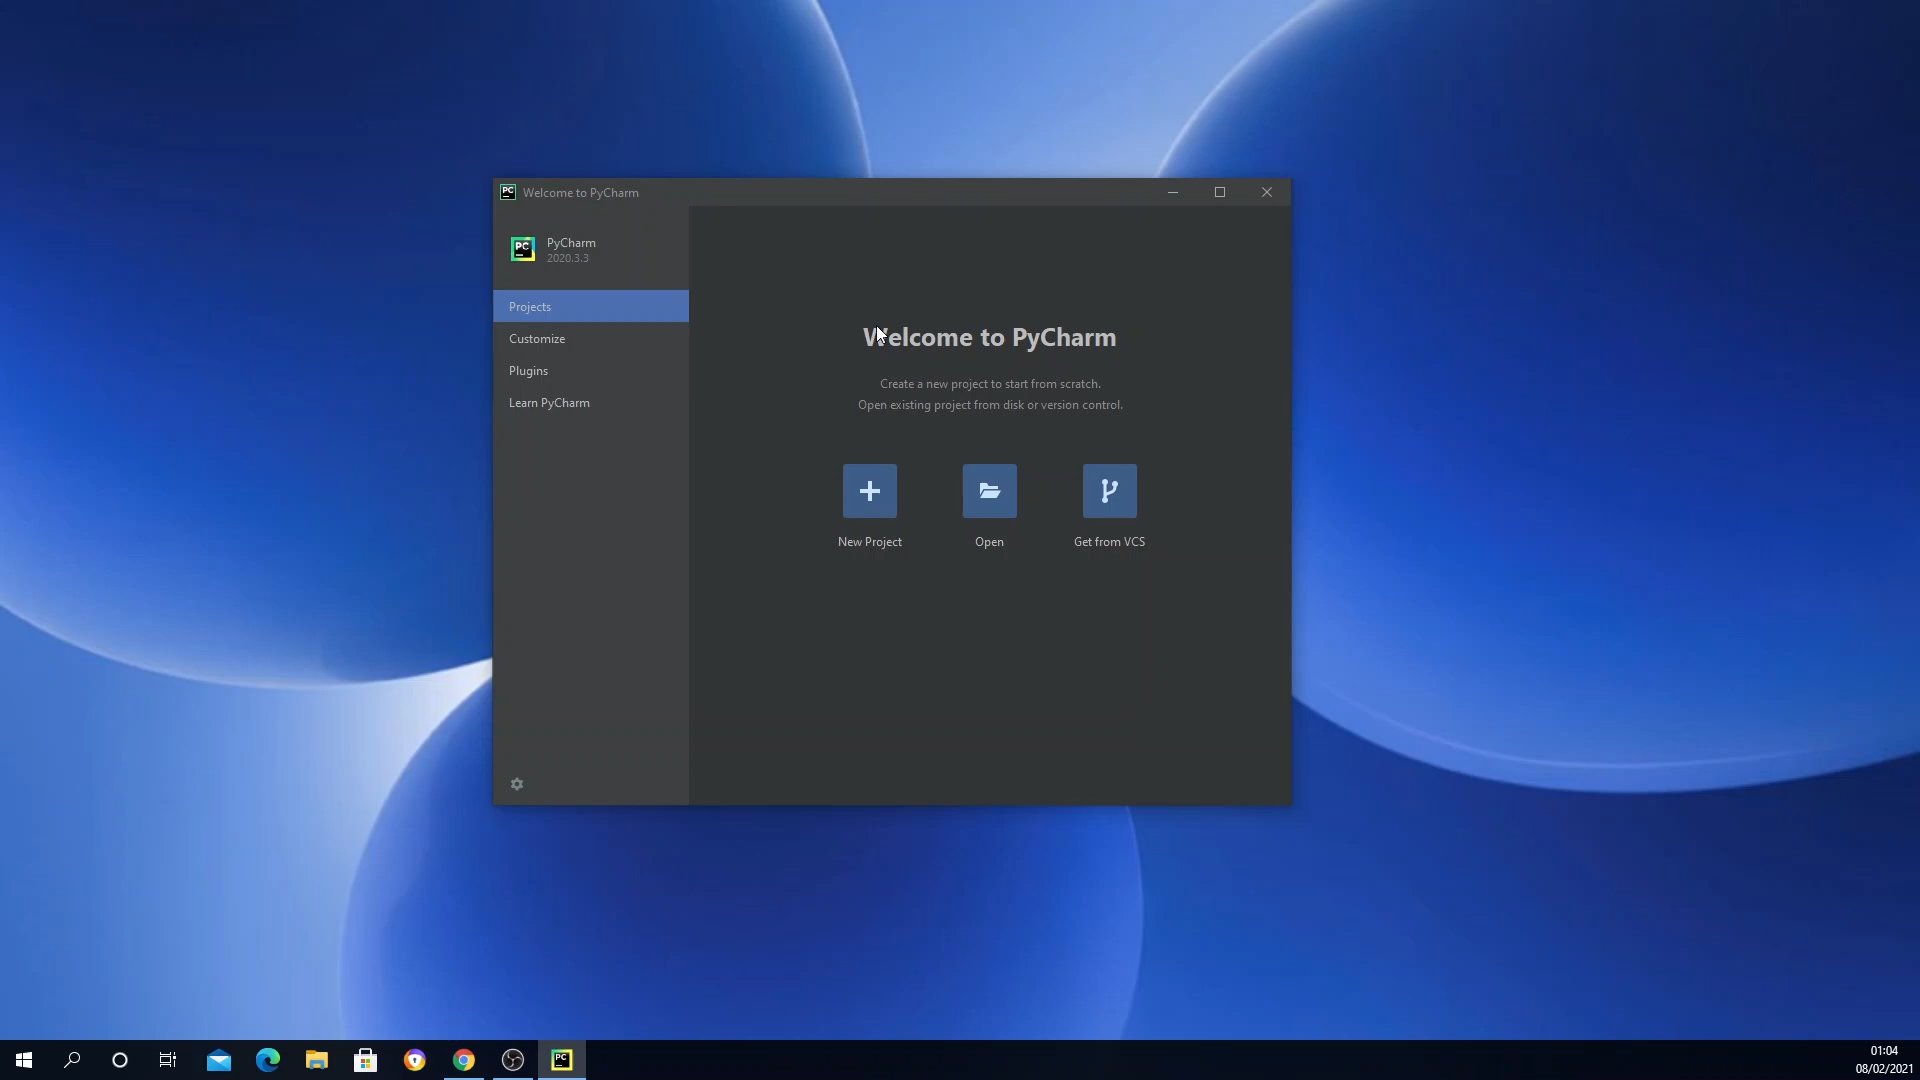 PC Welcome to PyCharm
PC PyCharm
2020.3.3
Projects
Customize
Plugins
Learn PyCharm
Welcome to PyCharm
Create a new project to start from scratch.
Open existing project from disk or version control.
New Project
Open
Get from VCS
PC
01:04
08/02/2021